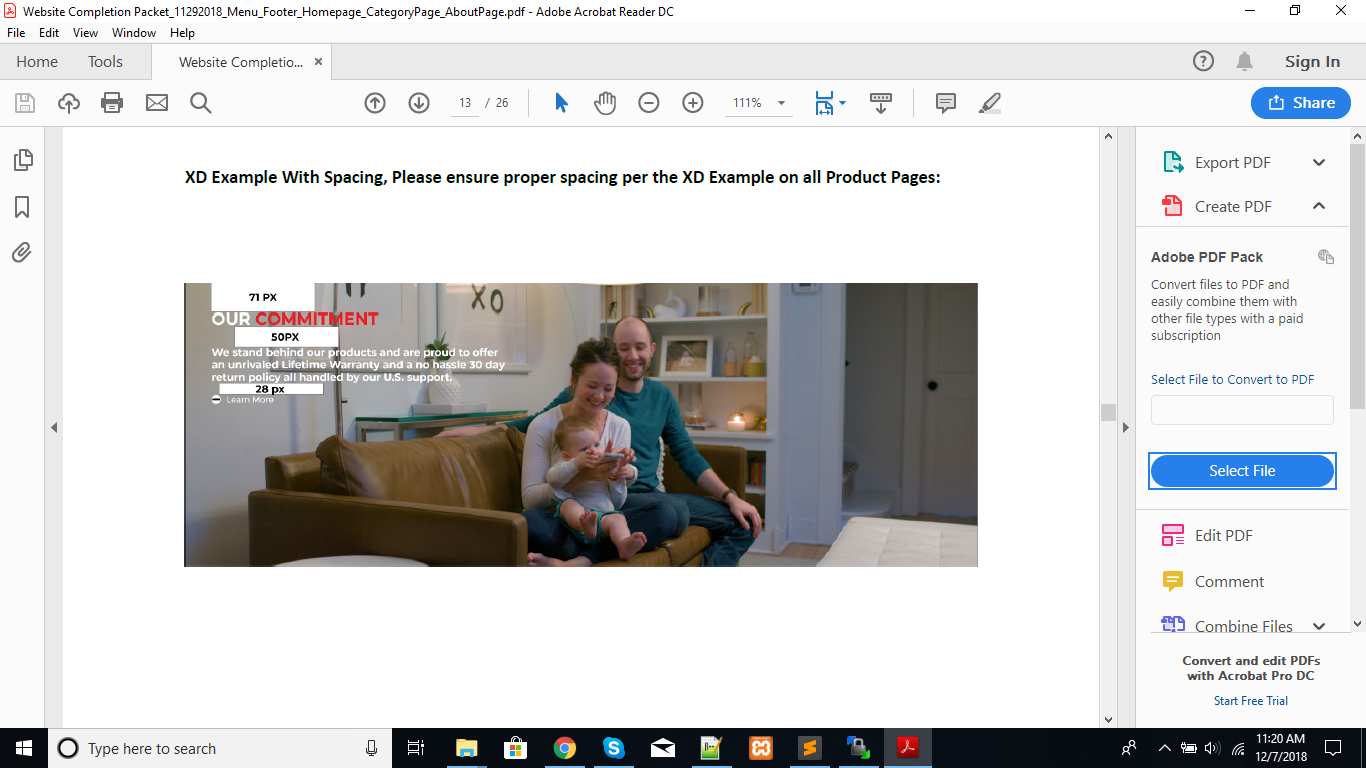 Website Completion Packet_11292018_Menu_Footer_Homepage_CategoryPage_AboutPage.pdf - Adobe Acrobat Reader DC
File Edit View Window Help
Home Tools Website Completio... × Sign In
13 / 26 111% Share
XD Example With Spacing, Please ensure proper spacing per the XD Example on all Product Pages:
71 PX
XO
OUR COMMITMENT
50PX
We stand behind our products and are proud to offer
an unrivaled Lifetime Warranty and a no hassle 30 day
return policy all handled by our U.S. support.
28 px
Learn More
Export PDF
Create PDF
Adobe PDF Pack
Convert files to PDF and
easily combine them with
other file types with a paid
subscription
Select File to Convert to PDF
Select File
Edit PDF
Comment
Combine Files
Convert and edit PDFs
with Acrobat Pro DC
Start Free Trial
Type here to search
11:20 AM
12/7/2018